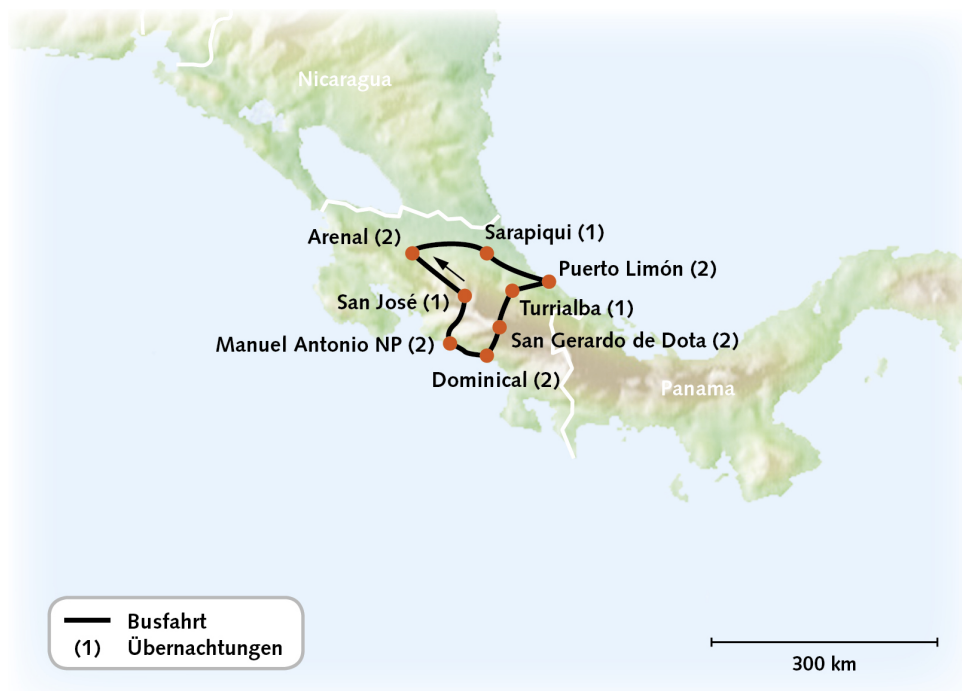 Nicaragua
Sarapiqui (1)
Arenal (2)
Puerto Limón (2)
San José (1)
Turrialba (1)
San Gerardo de Dota (2)
Manuel Antonio NP (2)
Dominical (2)
Panama
Busfahrt
(1) Übernachtungen
300 km